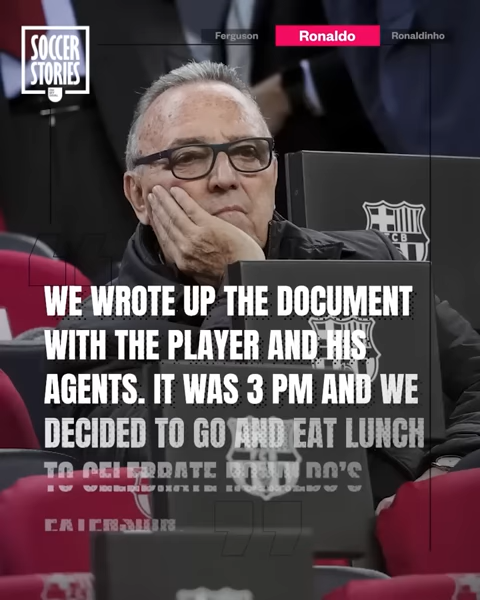 SOCCER
STORIES
Ferguson
Ronaldo
Ronaldinho
WE WROTE UP THE DOCUMENT
WITH THE PLAYER AND HIS
AGENTS. IT WAS 3 PM AND WE
DECIDED TO GO AND EAT LUNCH
TO CELEBRATE RONALDO'S